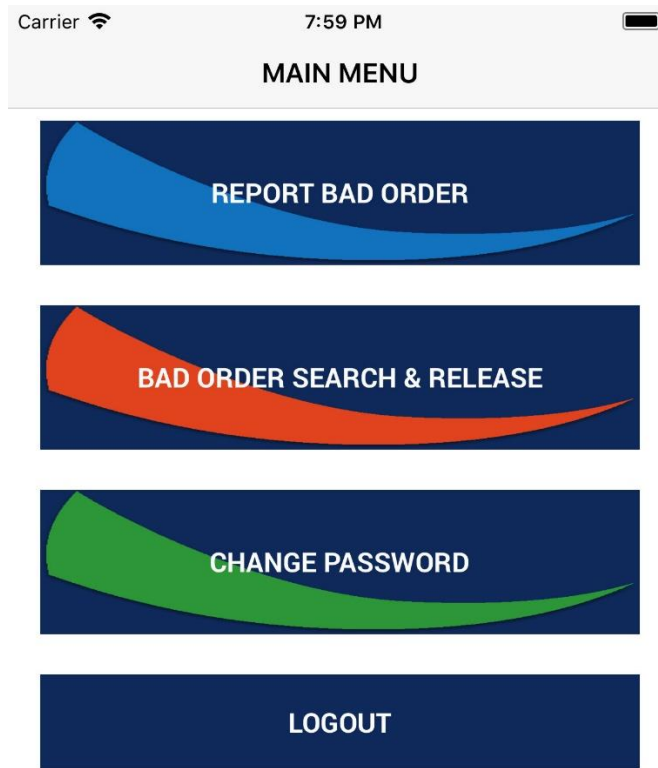 Carrier 7:59 PM
MAIN MENU
REPORT BAD ORDER
BAD ORDER SEARCH & RELEASE
CHANGE PASSWORD
LOGOUT